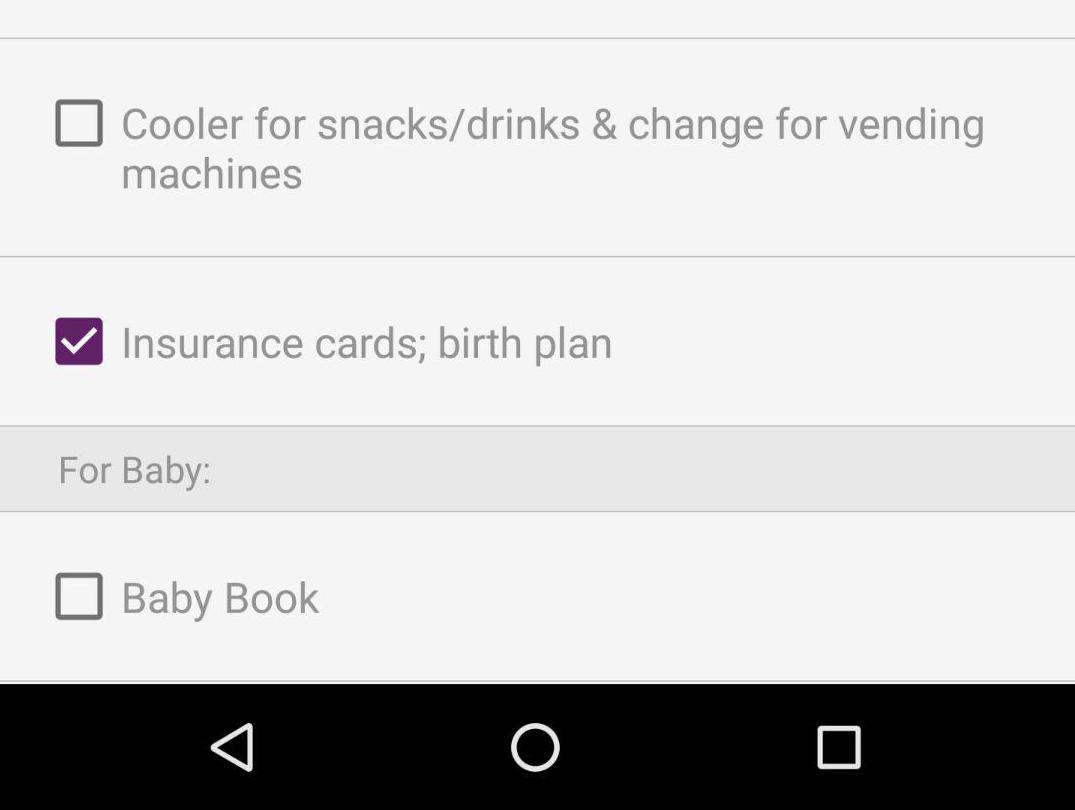 Cooler for snacks/drinks & change for vending
machines
Insurance cards; birth plan
For Baby:
Baby Book